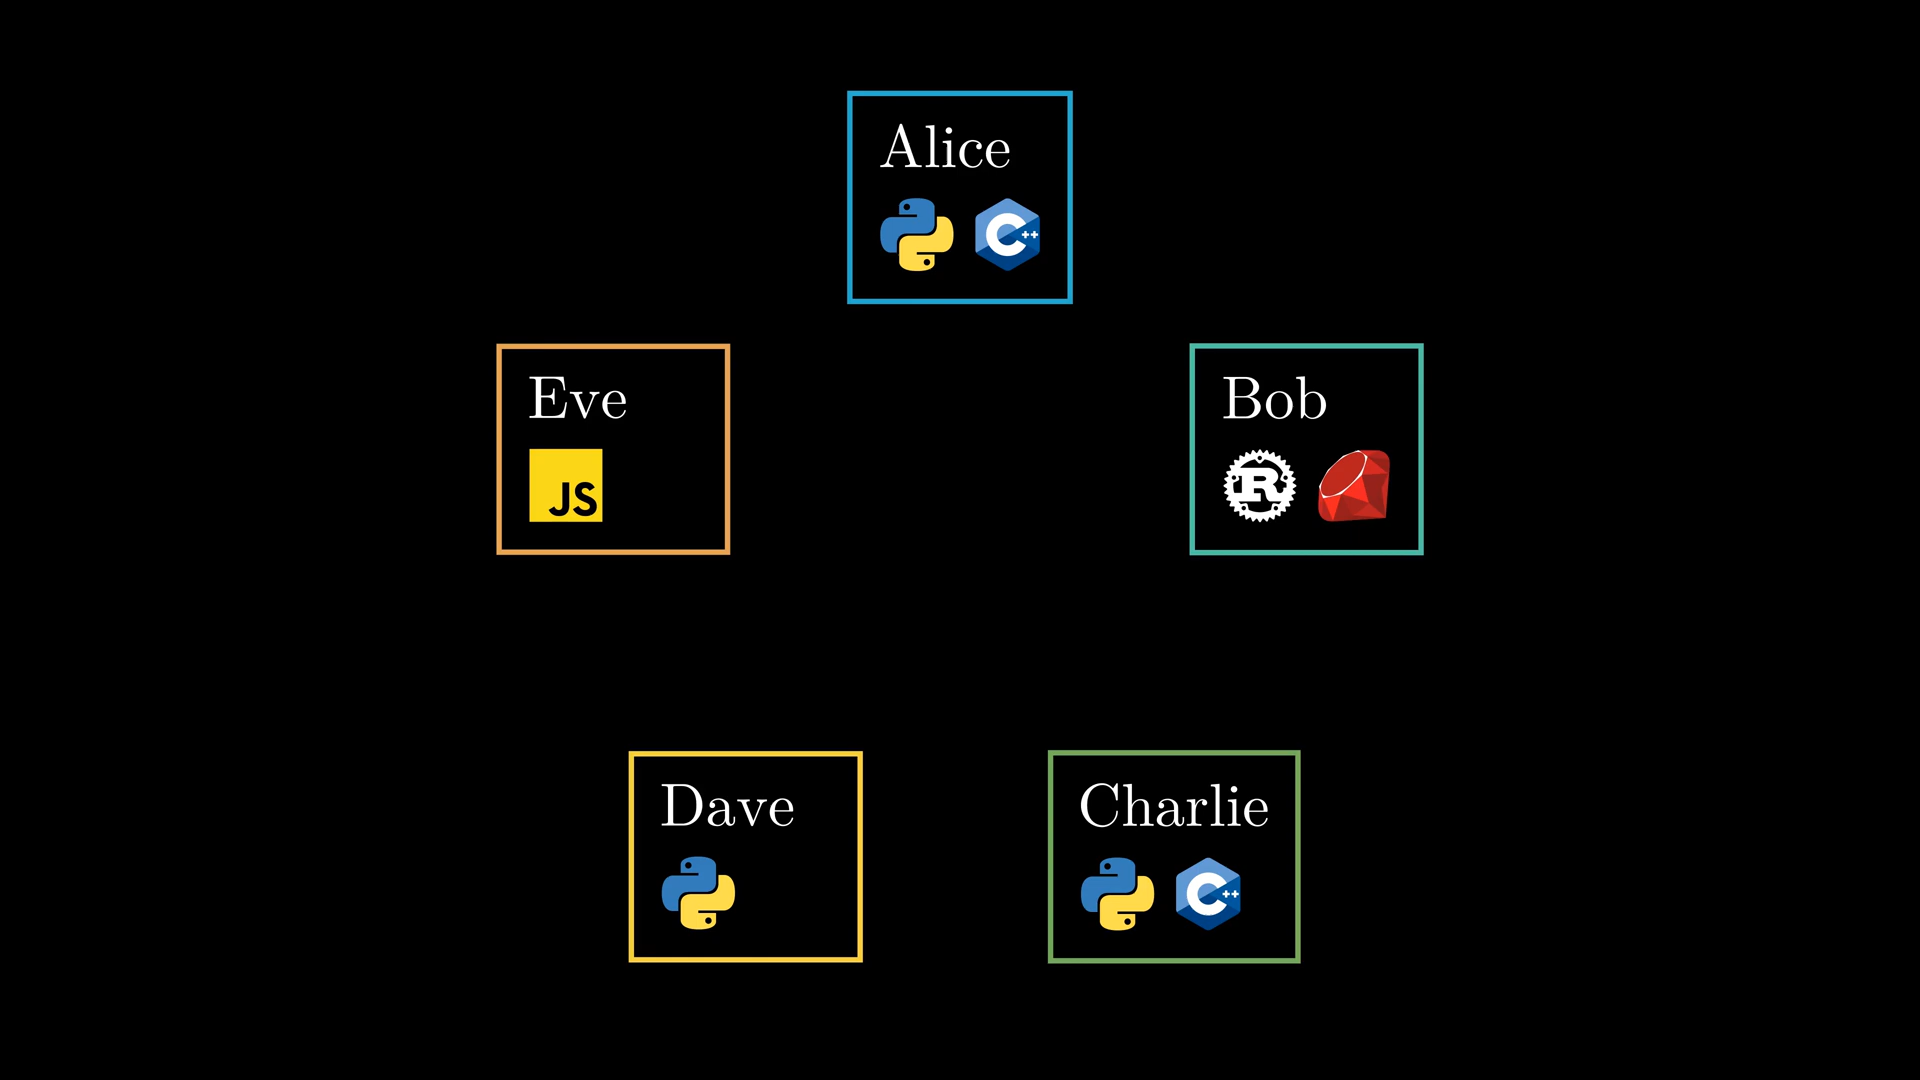 Alice
C++
Eve
JS
Bob
R
Dave
Charlie
C++